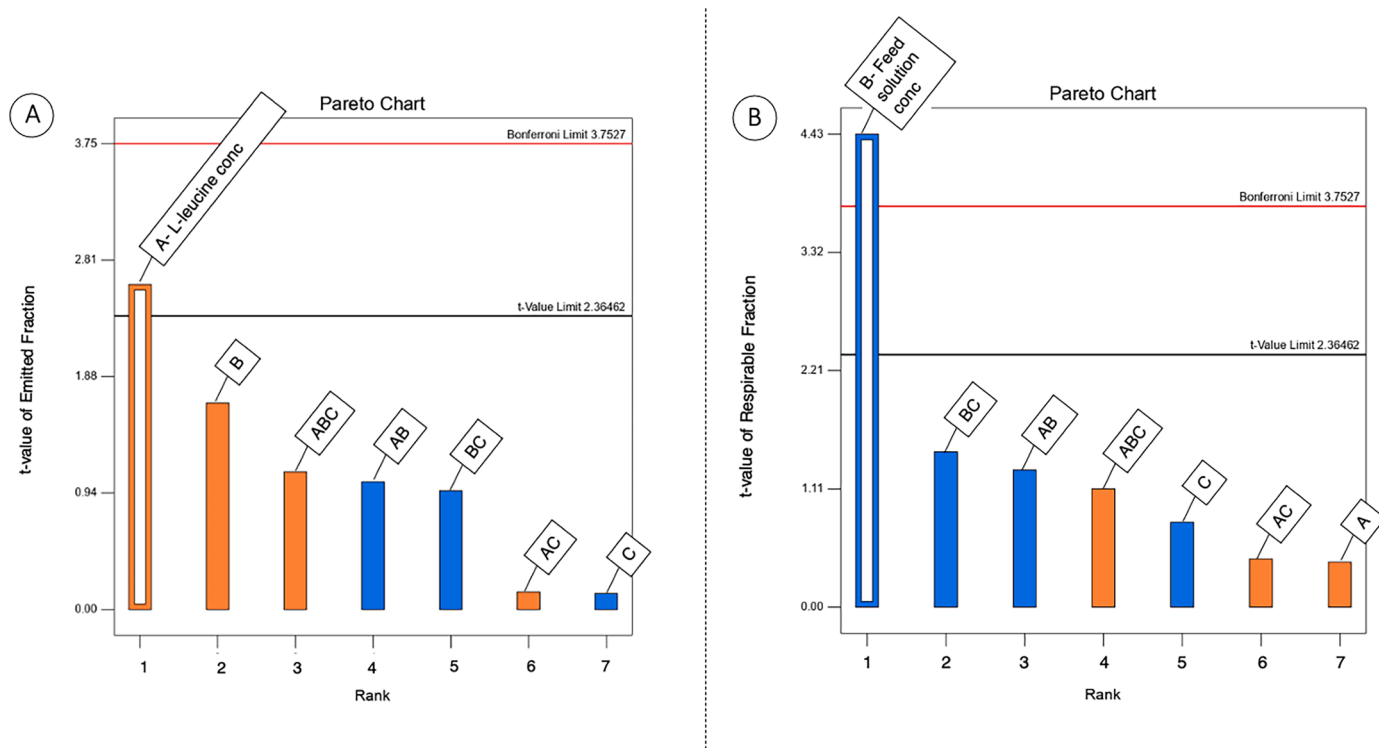 A
Pareto Chart
Bonferroni Limit 3.7527
3.75
A- L-leucine conc
2.81
t-Value Limit 2.36462
t-value of Emitted Fraction
B
1.88
ABC
AB
BC
0.94
AC
C
0.00
1 2 3 4 5 6 7
Rank
B
Pareto Chart
B- Feed
solution
conc
4.43
Bonferroni Limit 3.7527
3.32
t-Value Limit 2.36462
t-value of Respirable Fraction
2.21
BC
AB
ABC
1.11
C
AC
A
0.00
1 2 3 4 5 6 7
Rank